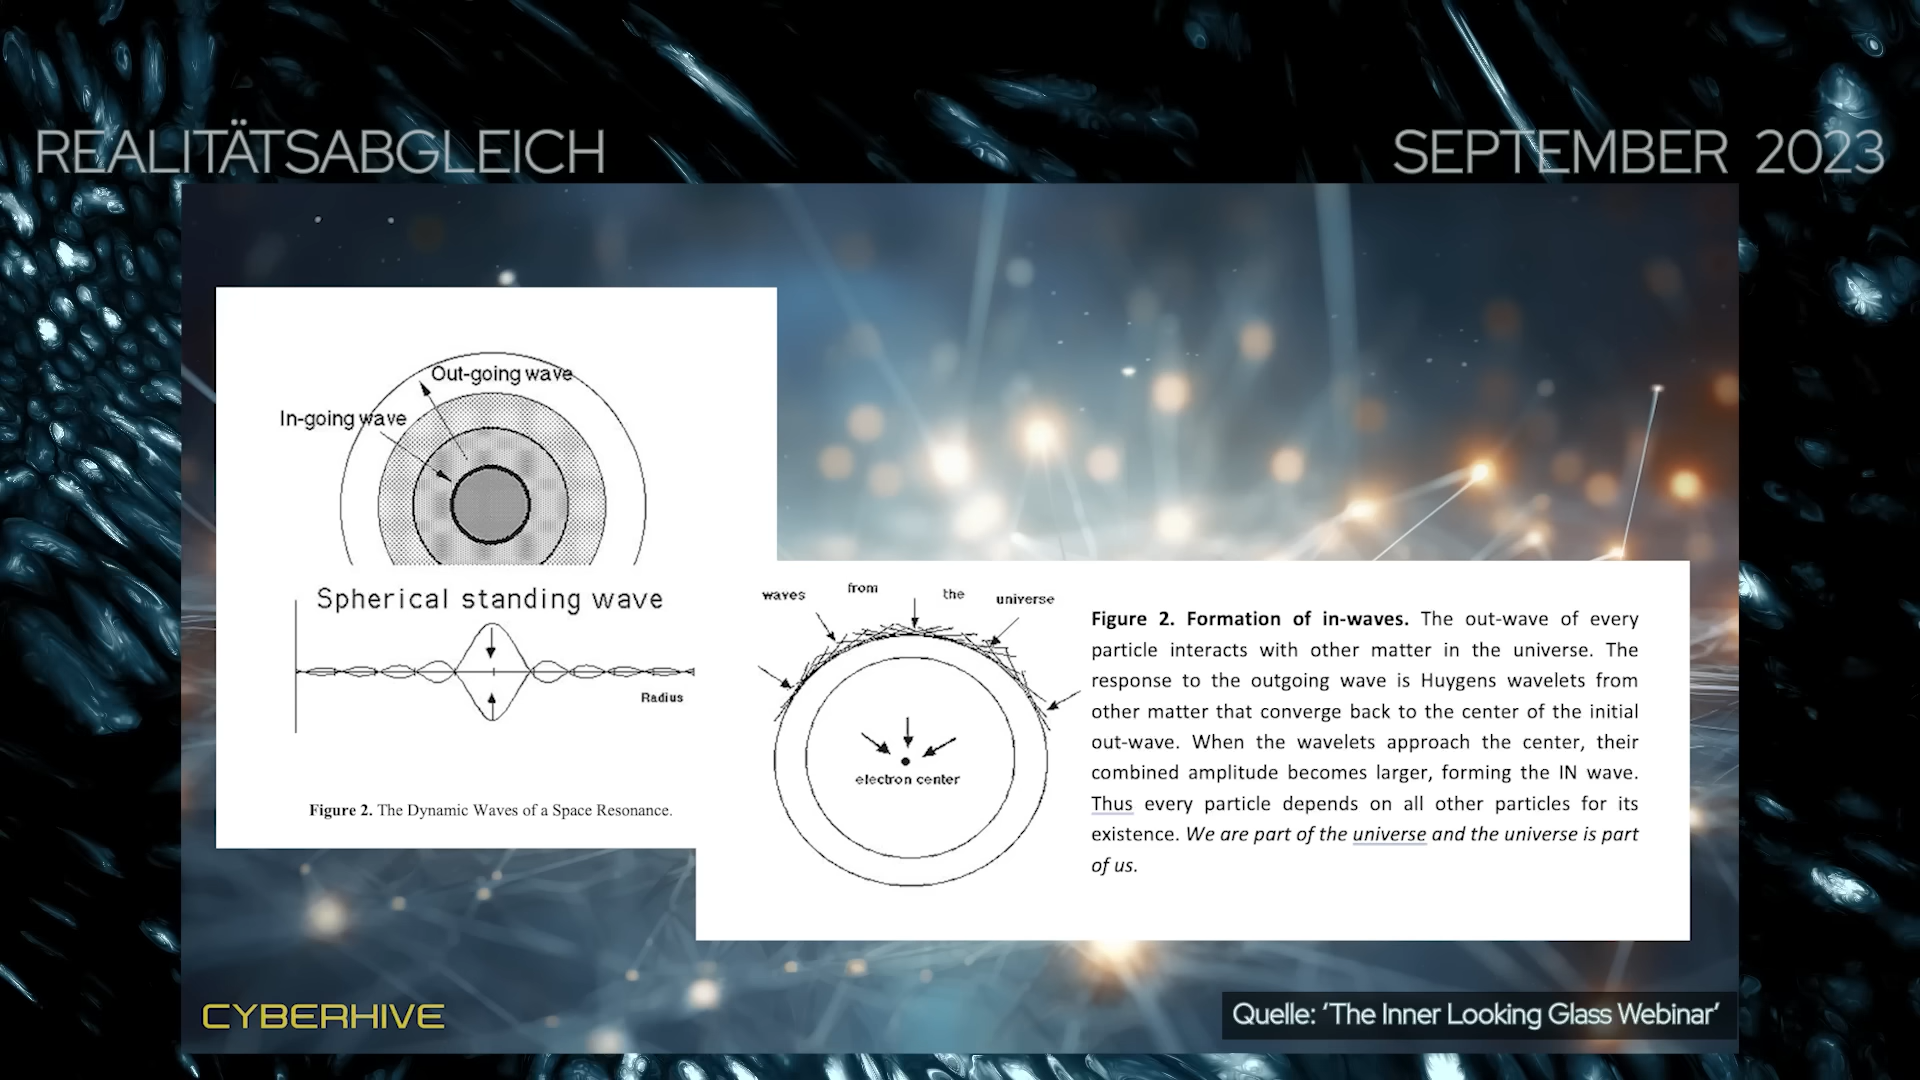 REALITÄTSABGLEICH
SEPTEMBER 2023
Out-going wave
In-going wave
Spherical standing wave
Radius
Figure 2. The Dynamic Waves of a Space Resonance.
waves from the universe
electron center
Figure 2. Formation of in-waves. The out-wave of every
particle interacts with other matter in the universe. The
response to the outgoing wave is Huygens wavelets from
other matter that converge back to the center of the initial
out-wave. When the wavelets approach the center, their
combined amplitude becomes larger, forming the IN wave.
Thus every particle depends on all other particles for its
existence. We are part of the universe and the universe is part
of us.
CYBERHIVE
Quelle: ‘The Inner Looking Glass Webinar’